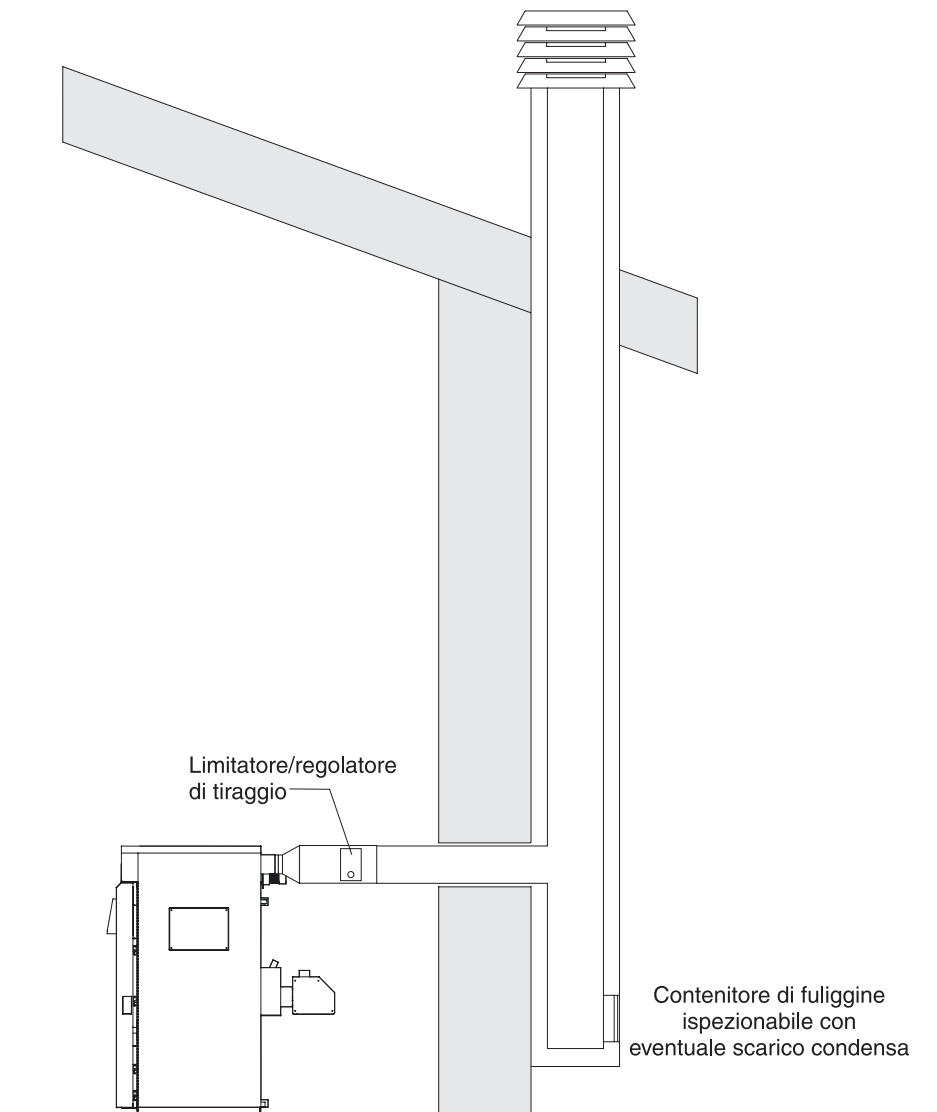 Limitatore/regolatore
di tiraggio
Contenitore di fuliggine
ispezionabile con
eventuale scarico condensa